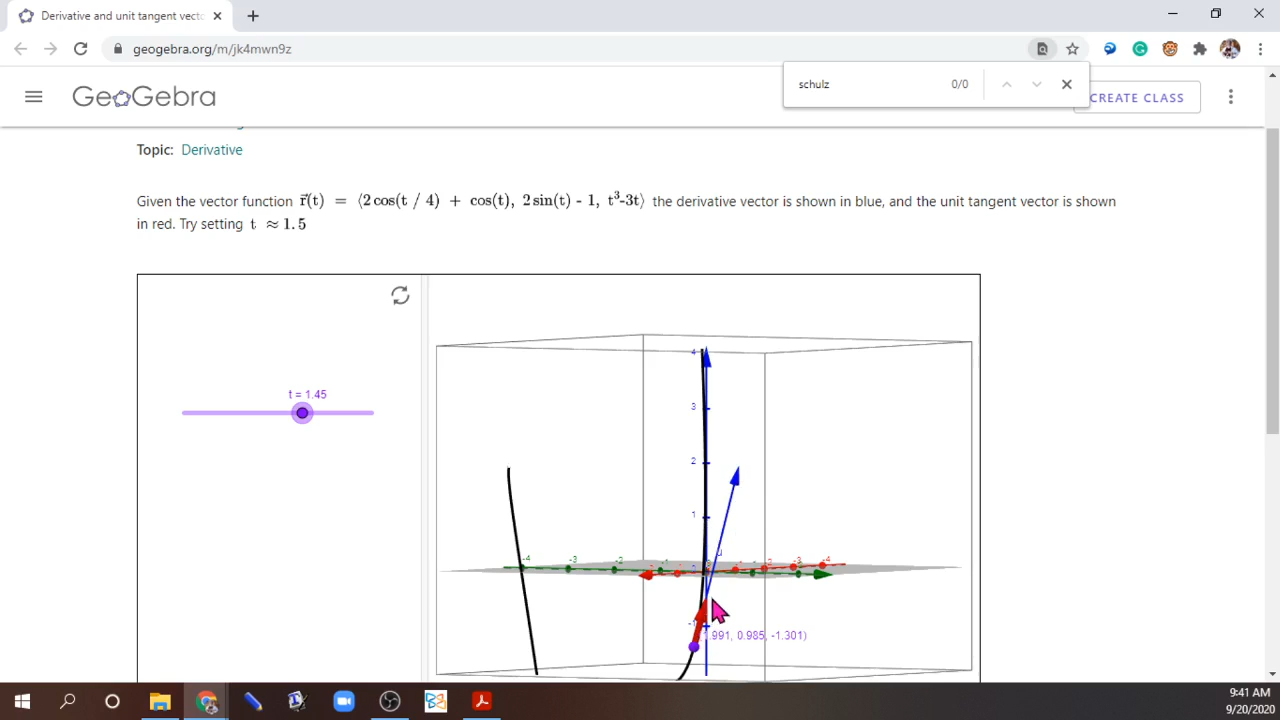 Derivative and unit tangent vecto
geogebra.org/m/jk4mwn9z
schulz 0/0
GeoGebra
CREATE CLASS
Topic: Derivative
Given the vector function r⃗(t) = ⟨2 cos(t / 4) + cos(t), 2 sin(t) - 1, t³-3t⟩ the derivative vector is shown in blue, and the unit tangent vector is shown
in red. Try setting t ≈ 1.5
t = 1.45
4
3
2
1
-4 -3 -2 -1
-2 -3 -4
u
-1
.991, 0.985, -1.301)
9:41 AM
9/20/2020